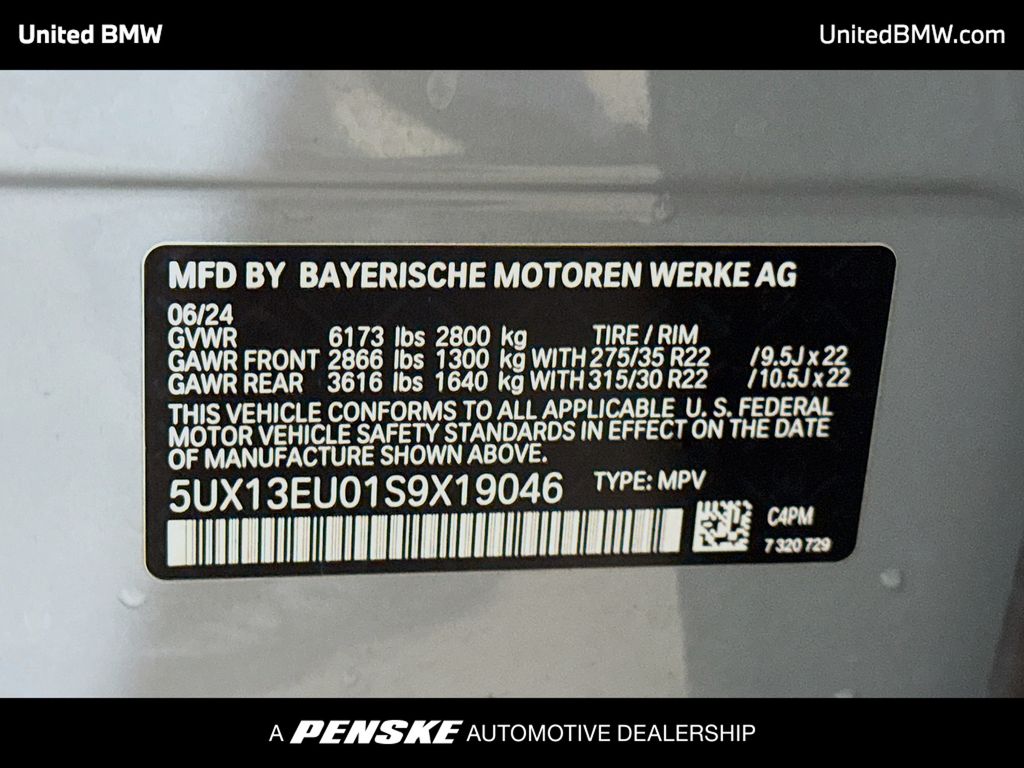 United BMW
UnitedBMW.com
MFD BY BAYERISCHE MOTOREN WERKE AG
06/24
GVWR 6173 lbs 2800 kg TIRE / RIM
GAWR FRONT 2866 lbs 1300 kg WITH 275/35 R22 /9.5J x 22
GAWR REAR 3616 lbs 1640 kg WITH 315/30 R22 /10.5J x 22
THIS VEHICLE CONFORMS TO ALL APPLICABLE U. S. FEDERAL
MOTOR VEHICLE SAFETY STANDARDS IN EFFECT ON THE DATE
OF MANUFACTURE SHOWN ABOVE.
5UX13EU01S9X19046 TYPE: MPV
C4PM
7 320 729
A PENSKE AUTOMOTIVE DEALERSHIP